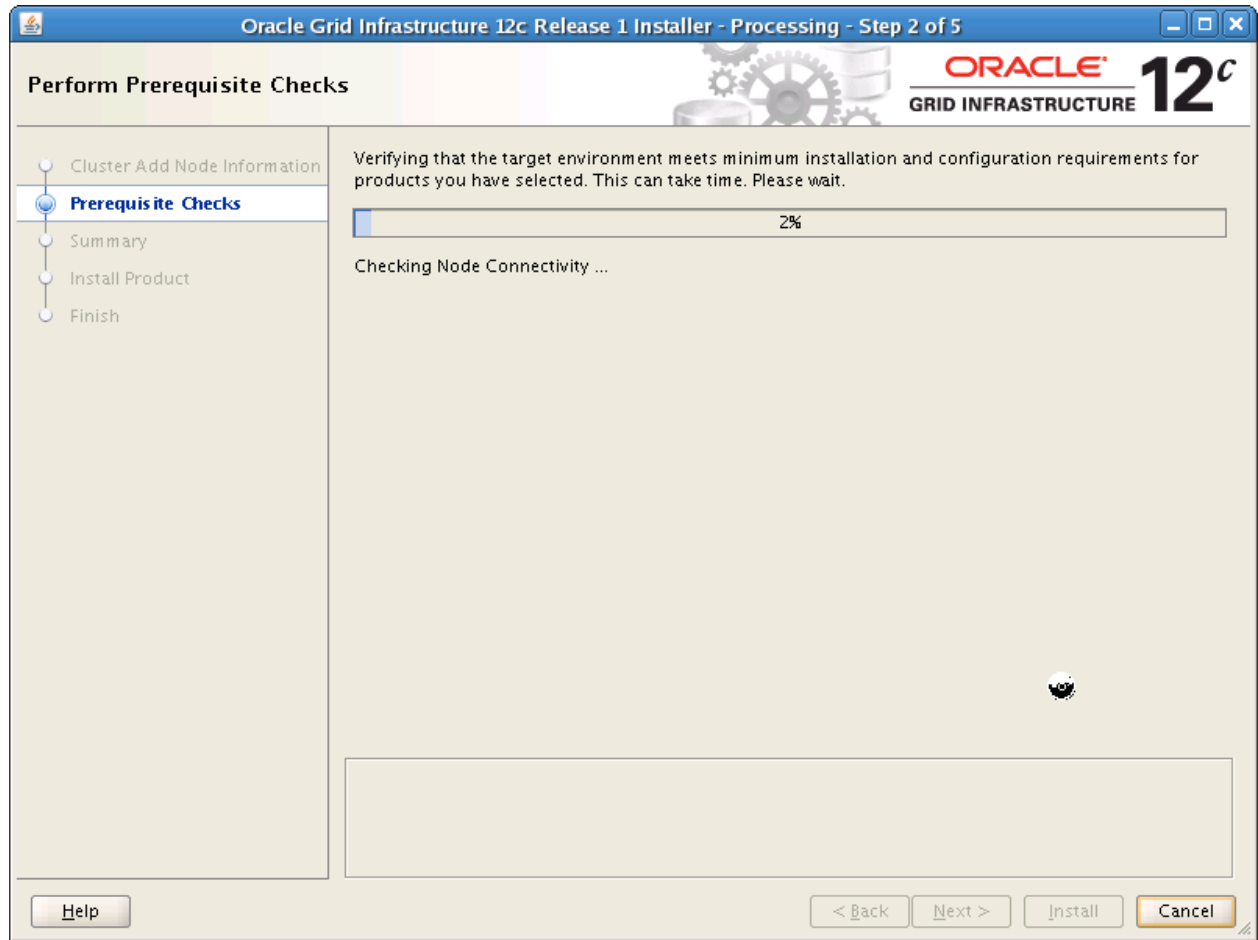 Oracle Grid Infrastructure 12c Release 1 Installer - Processing - Step 2 of 5
Perform Prerequisite Checks
ORACLE
GRID INFRASTRUCTURE
12c
Cluster Add Node Information
Prerequisite Checks
Summary
Install Product
Finish
Verifying that the target environment meets minimum installation and configuration requirements for
products you have selected. This can take time. Please wait.
2%
Checking Node Connectivity ...
Help
< Back
Next >
Install
Cancel